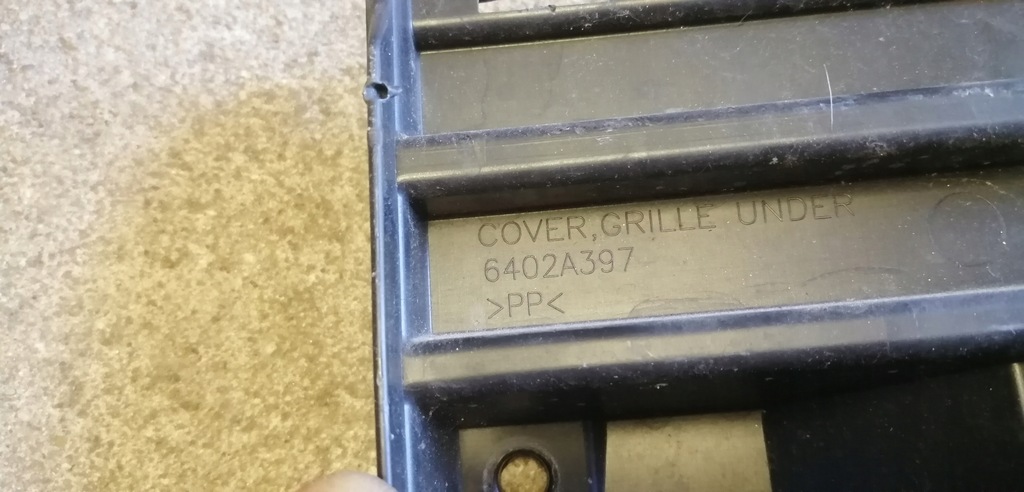 COVER,GRILLE UNDER
6402A397
>PP<